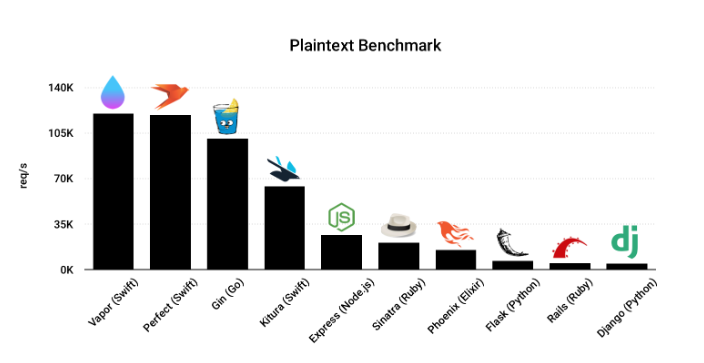 Plaintext Benchmark
140K
105K
70K
35K
0K
req/s
JS
dj
Vapor (Swift)
Perfect (Swift)
Gin (Go)
Kitura (Swift)
Express (Node.js)
Sinatra (Ruby)
Phoenix (Elixir)
Flask (Python)
Rails (Ruby)
Django (Python)